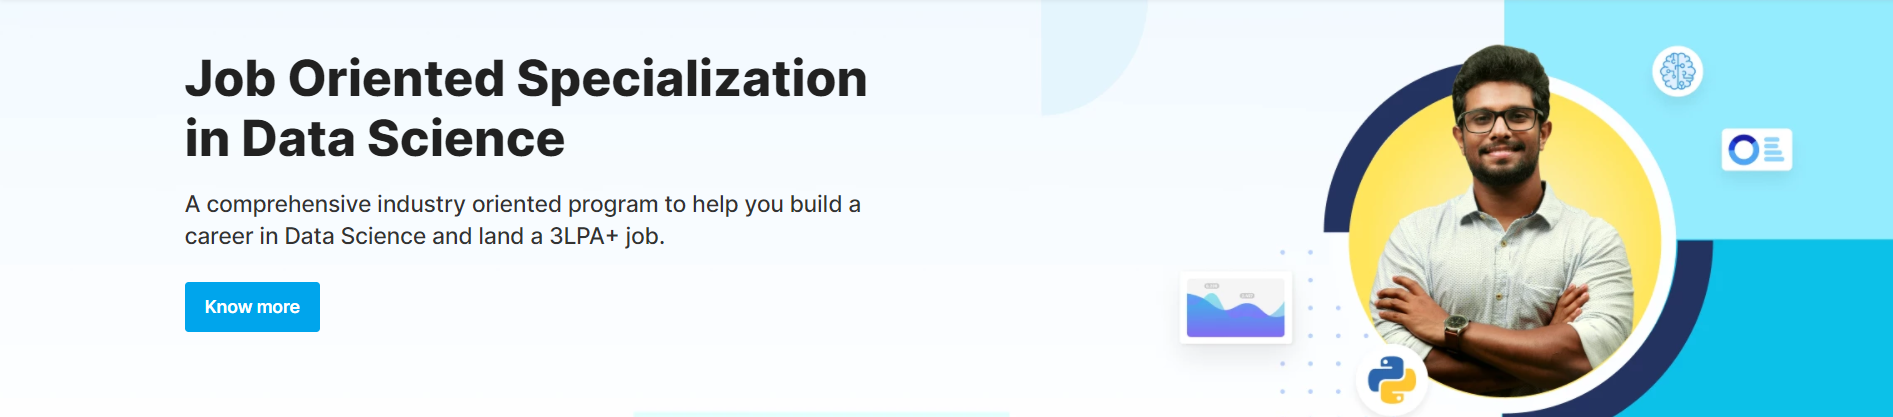 Job Oriented Specialization
in Data Science
A comprehensive industry oriented program to help you build a
career in Data Science and land a 3LPA+ job.
Know more